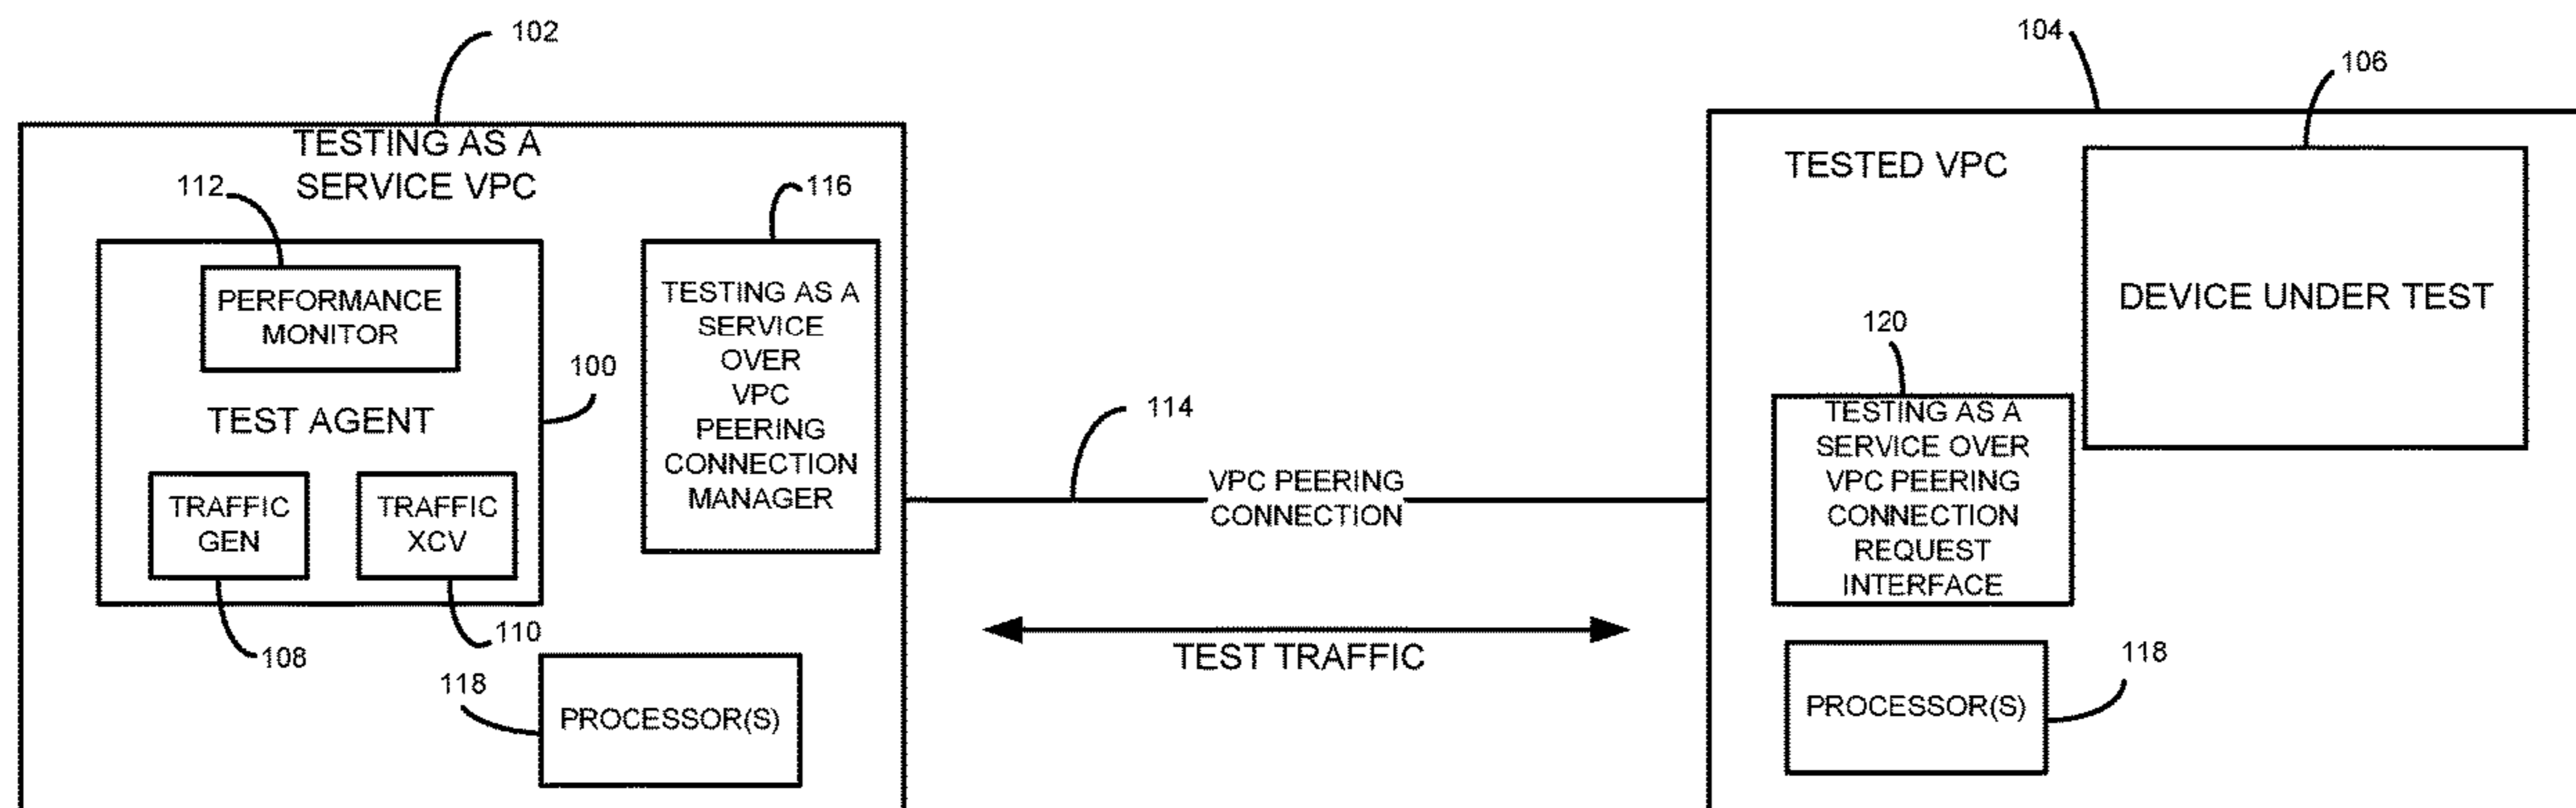 102
TESTING AS A
SERVICE VPC
112
116
PERFORMANCE
MONITOR
100
TEST AGENT
TRAFFIC
GEN
TRAFFIC
XCV
108
110
TESTING AS A
SERVICE
OVER
VPC
PEERING
CONNECTION
MANAGER
118
PROCESSOR(S)
114
VPC PEERING
CONNECTION
TEST TRAFFIC
104
106
TESTED VPC
DEVICE UNDER TEST
120
TESTING AS A
SERVICE OVER
VPC PEERING
CONNECTION
REQUEST
INTERFACE
118
PROCESSOR(S)